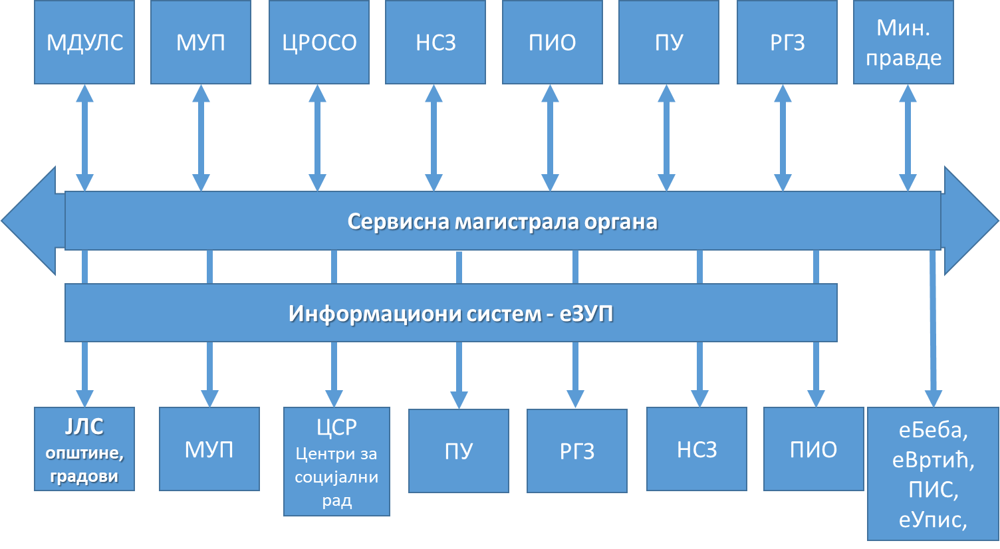 МДУЛС
МУП
ЦРОСО
НСЗ
ПИО
ПУ
РГЗ
Мин.
правде
Сервисна магистрала органа
Информациони систем - еЗУП
ЈЛС
општине,
градови
МУП
ЦСР
Центри за
социјални
рад
ПУ
РГЗ
НСЗ
ПИО
еБеба,
еВртић,
ПИС,
еУпис,